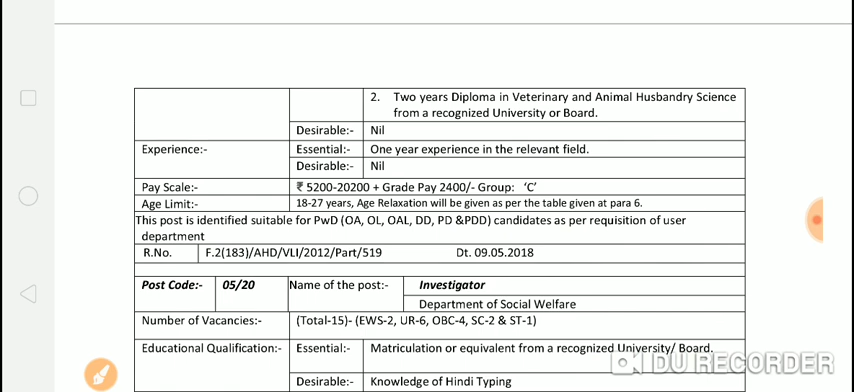 2. Two years Diploma in Veterinary and Animal Husbandry Science
from a recognized University or Board.
Desirable:- Nil
Experience:- Essential:- One year experience in the relevant field.
Desirable:- Nil
Pay Scale:- ₹ 5200-20200 + Grade Pay 2400/- Group: 'C'
Age Limit:- 18-27 years, Age Relaxation will be given as per the table given at para 6.
This post is identified suitable for PwD (OA, OL, OAL, DD, PD &PDD) candidates as per requisition of user
department
R.No. F.2(183)/AHD/VLI/2012/Part/519 Dt. 09.05.2018
Post Code:- 05/20 Name of the post:- Investigator
Department of Social Welfare
Number of Vacancies:- (Total-15)- (EWS-2, UR-6, OBC-4, SC-2 & ST-1)
Educational Qualification:- Essential:- Matriculation or equivalent from a recognized University/ Board.
DU RECORDER
Desirable:- Knowledge of Hindi Typing